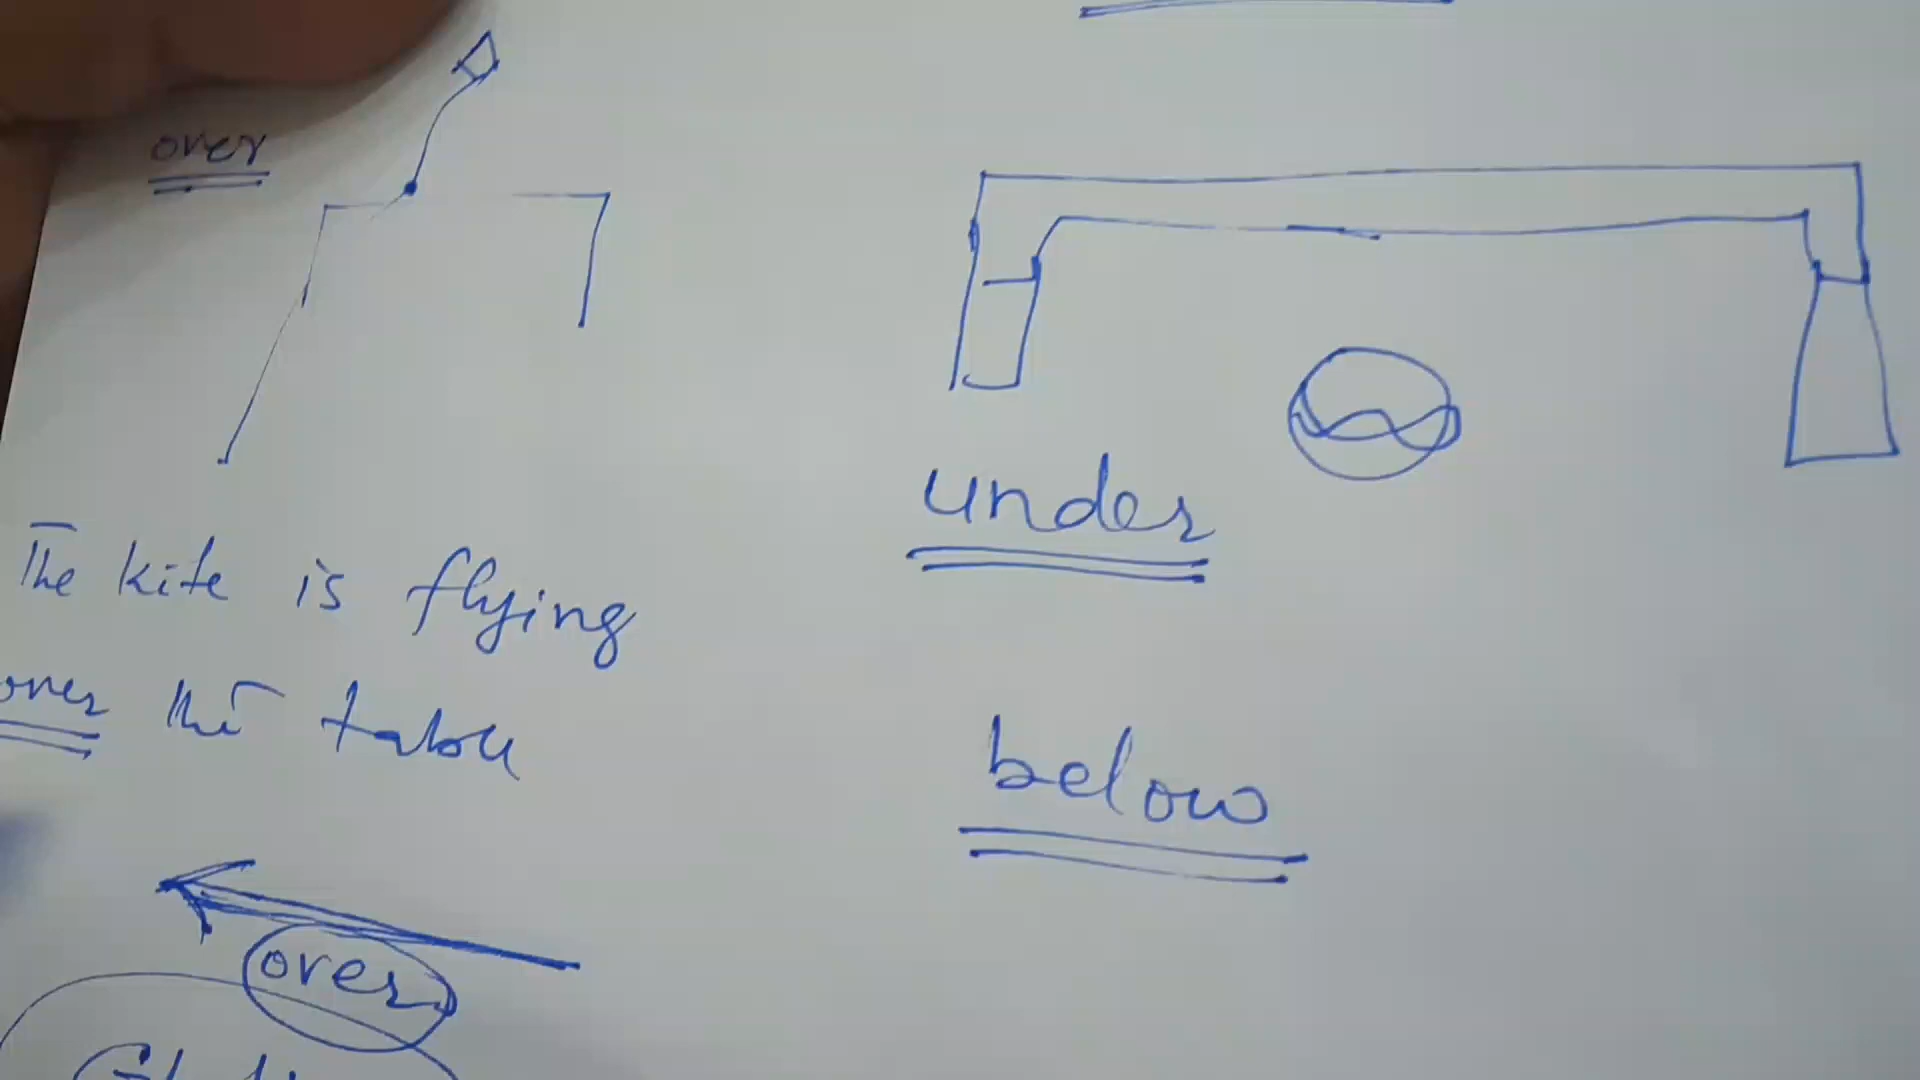 over
The kite is flying
over the table
over
under
below